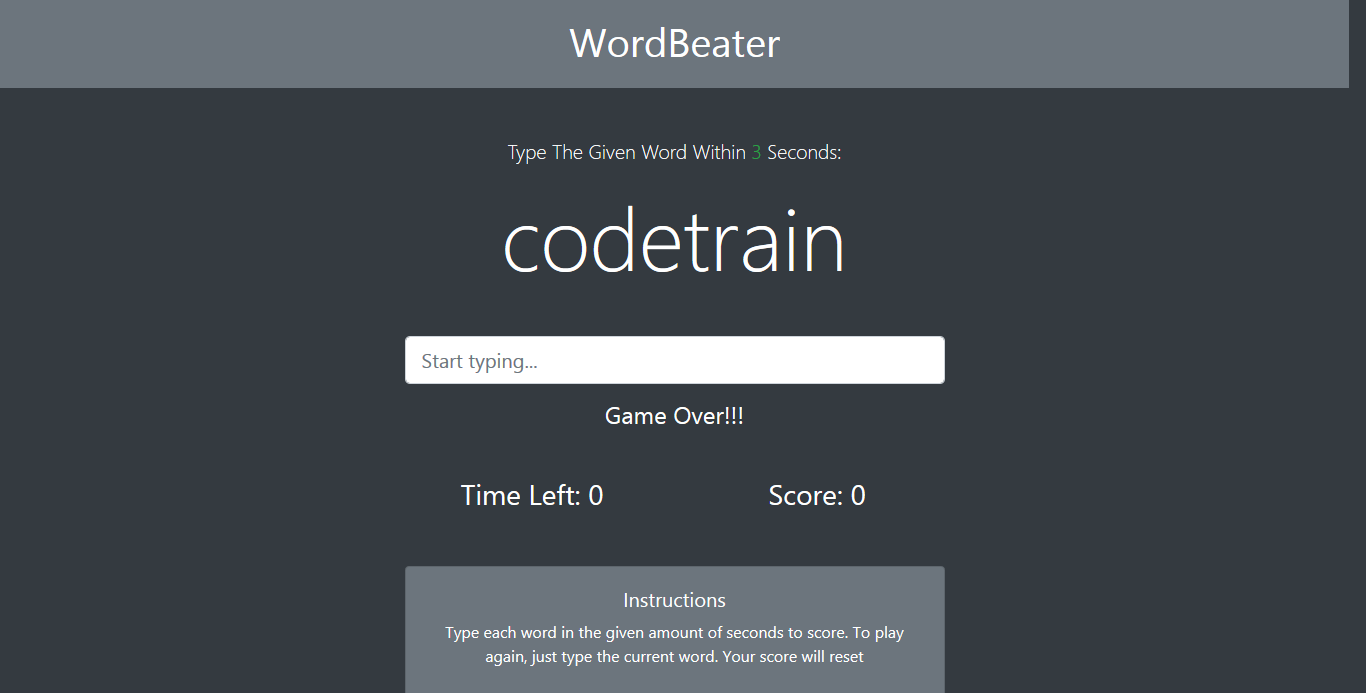 WordBeater
Type The Given Word Within 3 Seconds:
codetrain
Start typing...
Game Over!!!
Time Left: 0 Score: 0
Instructions
Type each word in the given amount of seconds to score. To play
again, just type the current word. Your score will reset